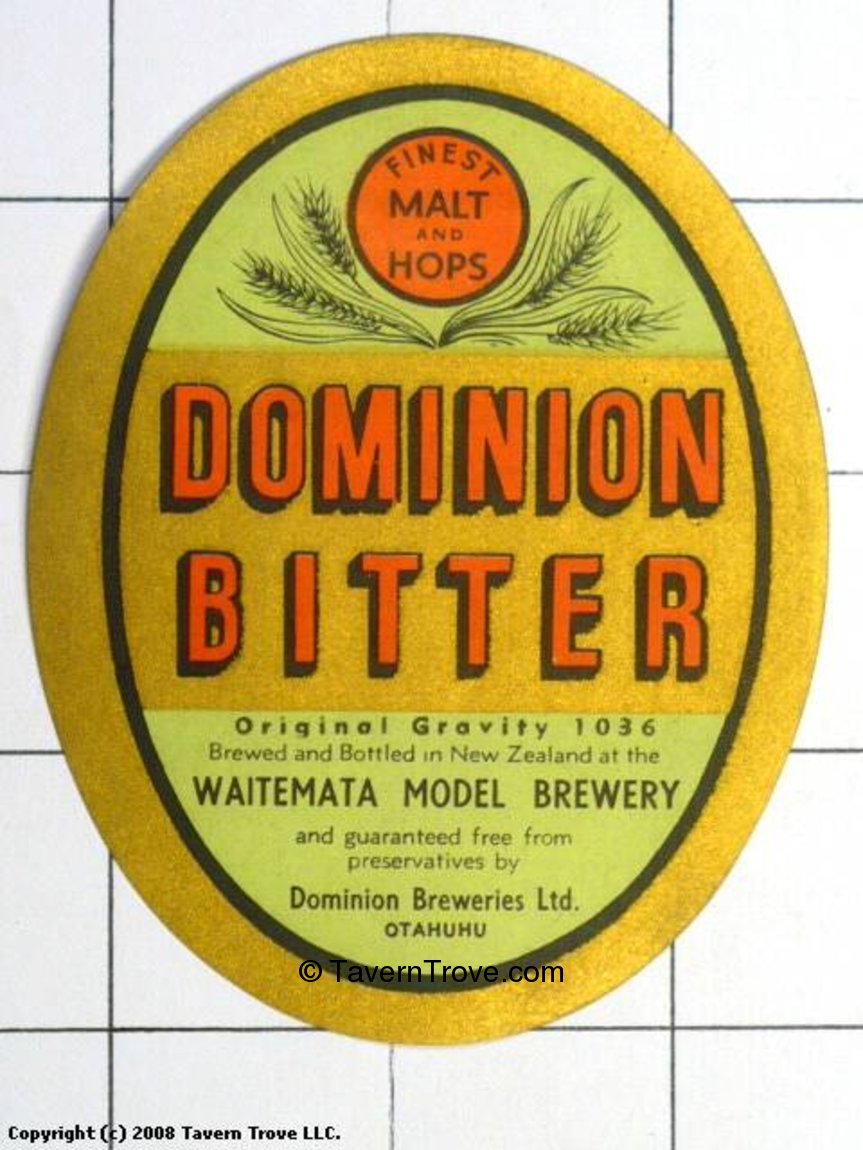 FINEST
MALT
AND
HOPS
DOMINION
BITTER
Original Gravity 1036
Brewed and Bottled in New Zealand at the
WAITEMATA MODEL BREWERY
and guaranteed free from
preservatives by
Dominion Breweries Ltd.
OTAHUHU
© TavernTrove.com
Copyright (c) 2008 Tavern Trove LLC.